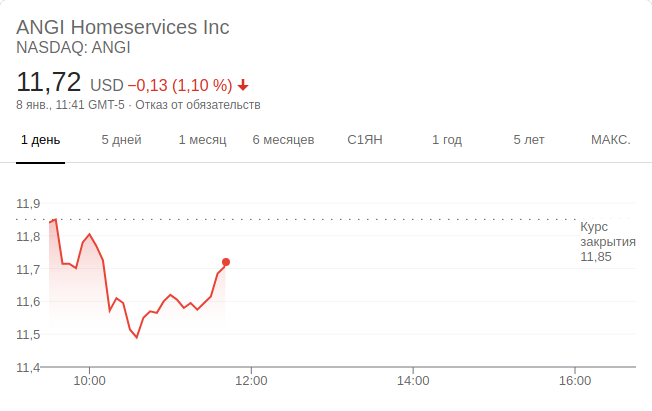 ANGI Homeservices Inc
NASDAQ: ANGI
11,72 USD −0,13 (1,10 %)
8 янв., 11:41 GMT-5 · Отказ от обязательств
1 день 5 дней 1 месяц 6 месяцев С1ЯН 1 год 5 лет МАКС.
11,9
11,8
11,7
11,6
11,5
11,4
Курс
закрытия
11,85
10:00 12:00 14:00 16:00